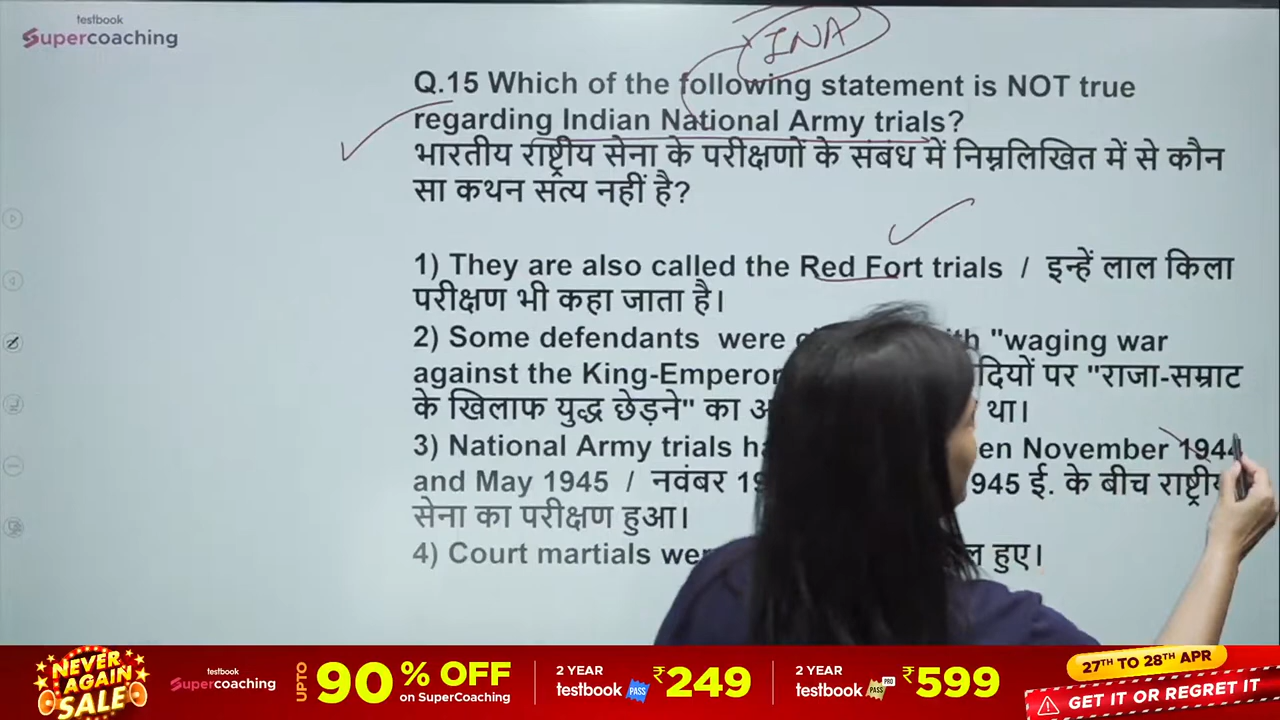 testbook
Supercoaching
INA
Q.15 Which of the following statement is NOT true
regarding Indian National Army trials?
भारतीय राष्ट्रीय सेना के परीक्षणों के संबंध में निम्नलिखित में से कौन
सा कथन सत्य नहीं है?
1) They are also called the Red Fort trials / इन्हें लाल किला
परीक्षण भी कहा जाता है।
2) Some defendants were "waging war
against the King-Emperor दियों पर "राजा-सम्राट
के खिलाफ युद्ध छेड़ने" का था।
3) National Army trials November 1944
and May 1945 / नवंबर 945 ई. के बीच राष्ट्रीय
सेना का परीक्षण हुआ।
4) Court martials हुए।
NEVER
AGAIN
SALE
testbook
Supercoaching
UPTO
90% OFF
on SuperCoaching
2 YEAR
testbook PASS
₹249
2 YEAR
testbook PASS PRO
₹599
27TH TO 28TH APR
GET IT OR REGRET IT